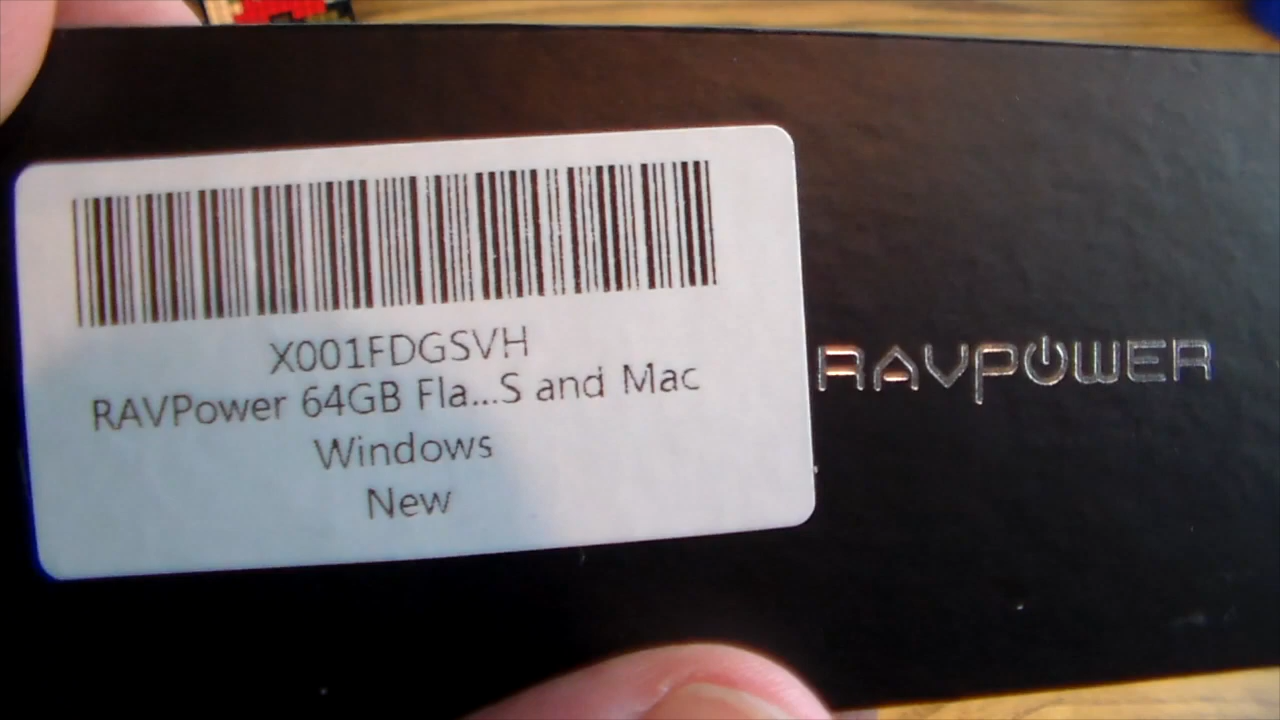 X001FDGSVH
RAVPower 64GB Fla...S and Mac
Windows
New
RAVPOWER